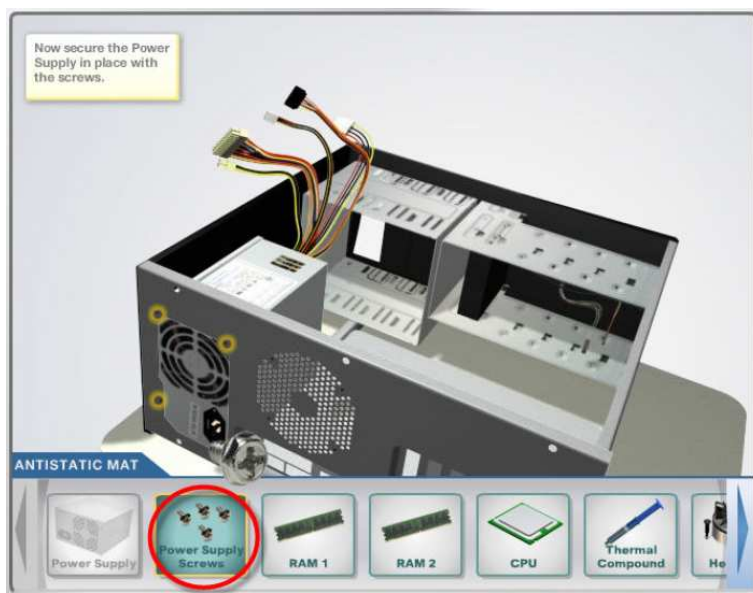 Now secure the Power
Supply in place with
the screws.
ANTISTATIC MAT
Power Supply
Power Supply
Screws
RAM 1
RAM 2
CPU
Thermal
Compound
He